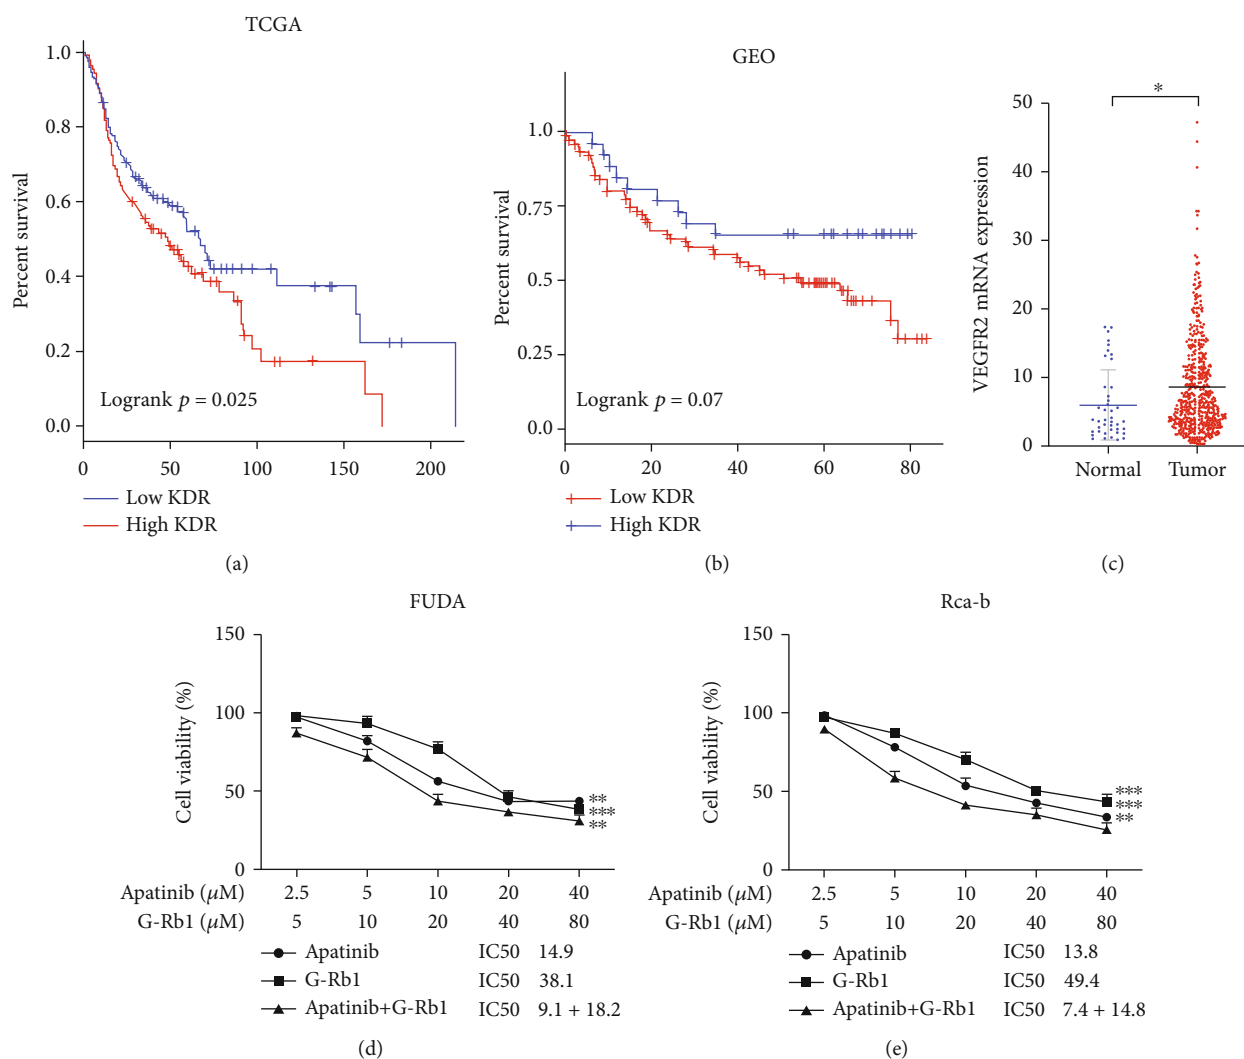 TCGA
Percent survival
1.0
0.8
0.6
0.4
0.2
0.0
Logrank p = 0.025
0 50 100 150 200
Low KDR
High KDR
(a)
GEO
Percent survival
1.0
0.75
0.5
0.25
0.0
Logrank p = 0.07
0 20 40 60 80
Low KDR
High KDR
(b)
VEGFR2 mRNA expression
50
40
30
20
10
0
*
Normal Tumor
(c)
FUDA
Cell viability (%)
150
100
50
0
**
***
**
Apatinib (μM) 2.5 5 10 20 40
G-Rb1 (μM) 5 10 20 40 80
Apatinib IC50 14.9
G-Rb1 IC50 38.1
Apatinib+G-Rb1 IC50 9.1 + 18.2
(d)
Rca-b
Cell viability (%)
150
100
50
0
***
***
**
Apatinib (μM) 2.5 5 10 20 40
G-Rb1 (μM) 5 10 20 40 80
Apatinib IC50 13.8
G-Rb1 IC50 49.4
Apatinib+G-Rb1 IC50 7.4 + 14.8
(e)